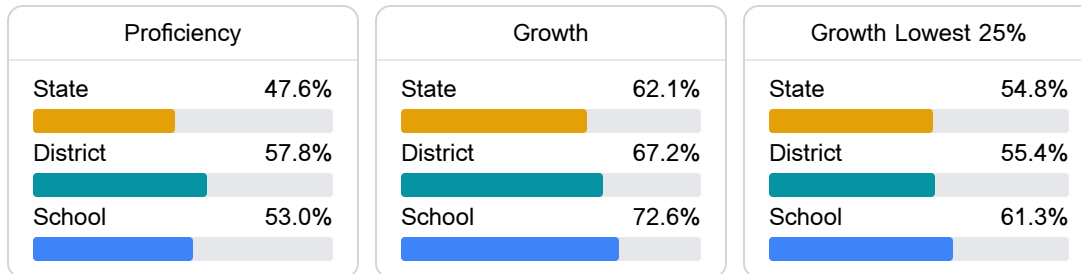 Proficiency
State 47.6%
District 57.8%
School 53.0%
Growth
State 62.1%
District 67.2%
School 72.6%
Growth Lowest 25%
State 54.8%
District 55.4%
School 61.3%